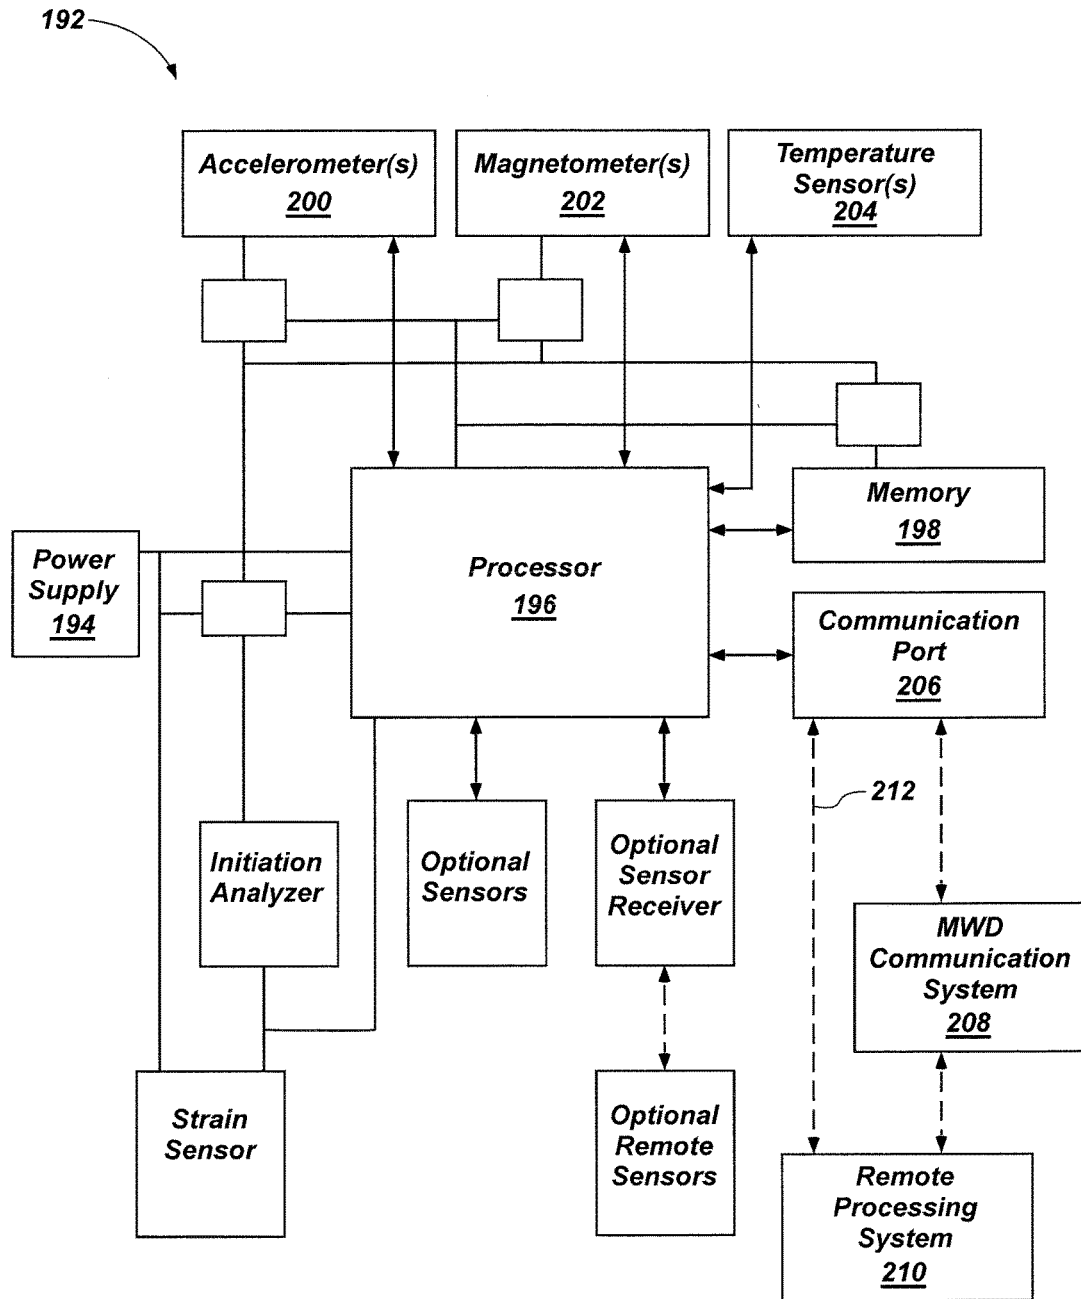 192
Accelerometer(s)
200
Magnetometer(s)
202
Temperature
Sensor(s)
204
Memory
198
Power
Supply
194
Processor
196
Communication
Port
206
212
Initiation
Analyzer
Optional
Sensors
Optional
Sensor
Receiver
MWD
Communication
System
208
Strain
Sensor
Optional
Remote
Sensors
Remote
Processing
System
210